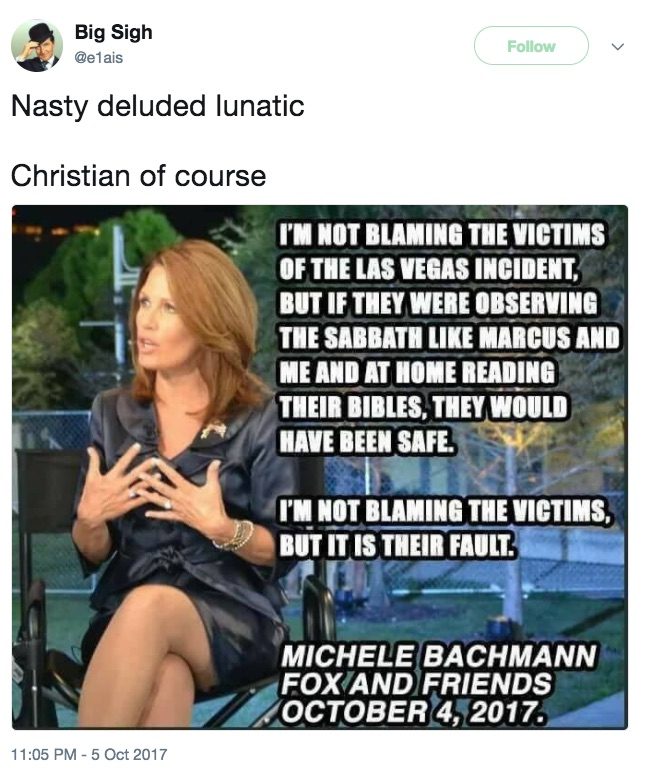 Big Sigh
@e1ais
Follow
Nasty deluded lunatic
Christian of course
I'M NOT BLAMING THE VICTIMS
OF THE LAS VEGAS INCIDENT,
BUT IF THEY WERE OBSERVING
THE SABBATH LIKE MARCUS AND
ME AND AT HOME READING
THEIR BIBLES, THEY WOULD
HAVE BEEN SAFE.
I'M NOT BLAMING THE VICTIMS,
BUT IT IS THEIR FAULT.
MICHELE BACHMANN
FOX AND FRIENDS
OCTOBER 4, 2017.
11:05 PM - 5 Oct 2017